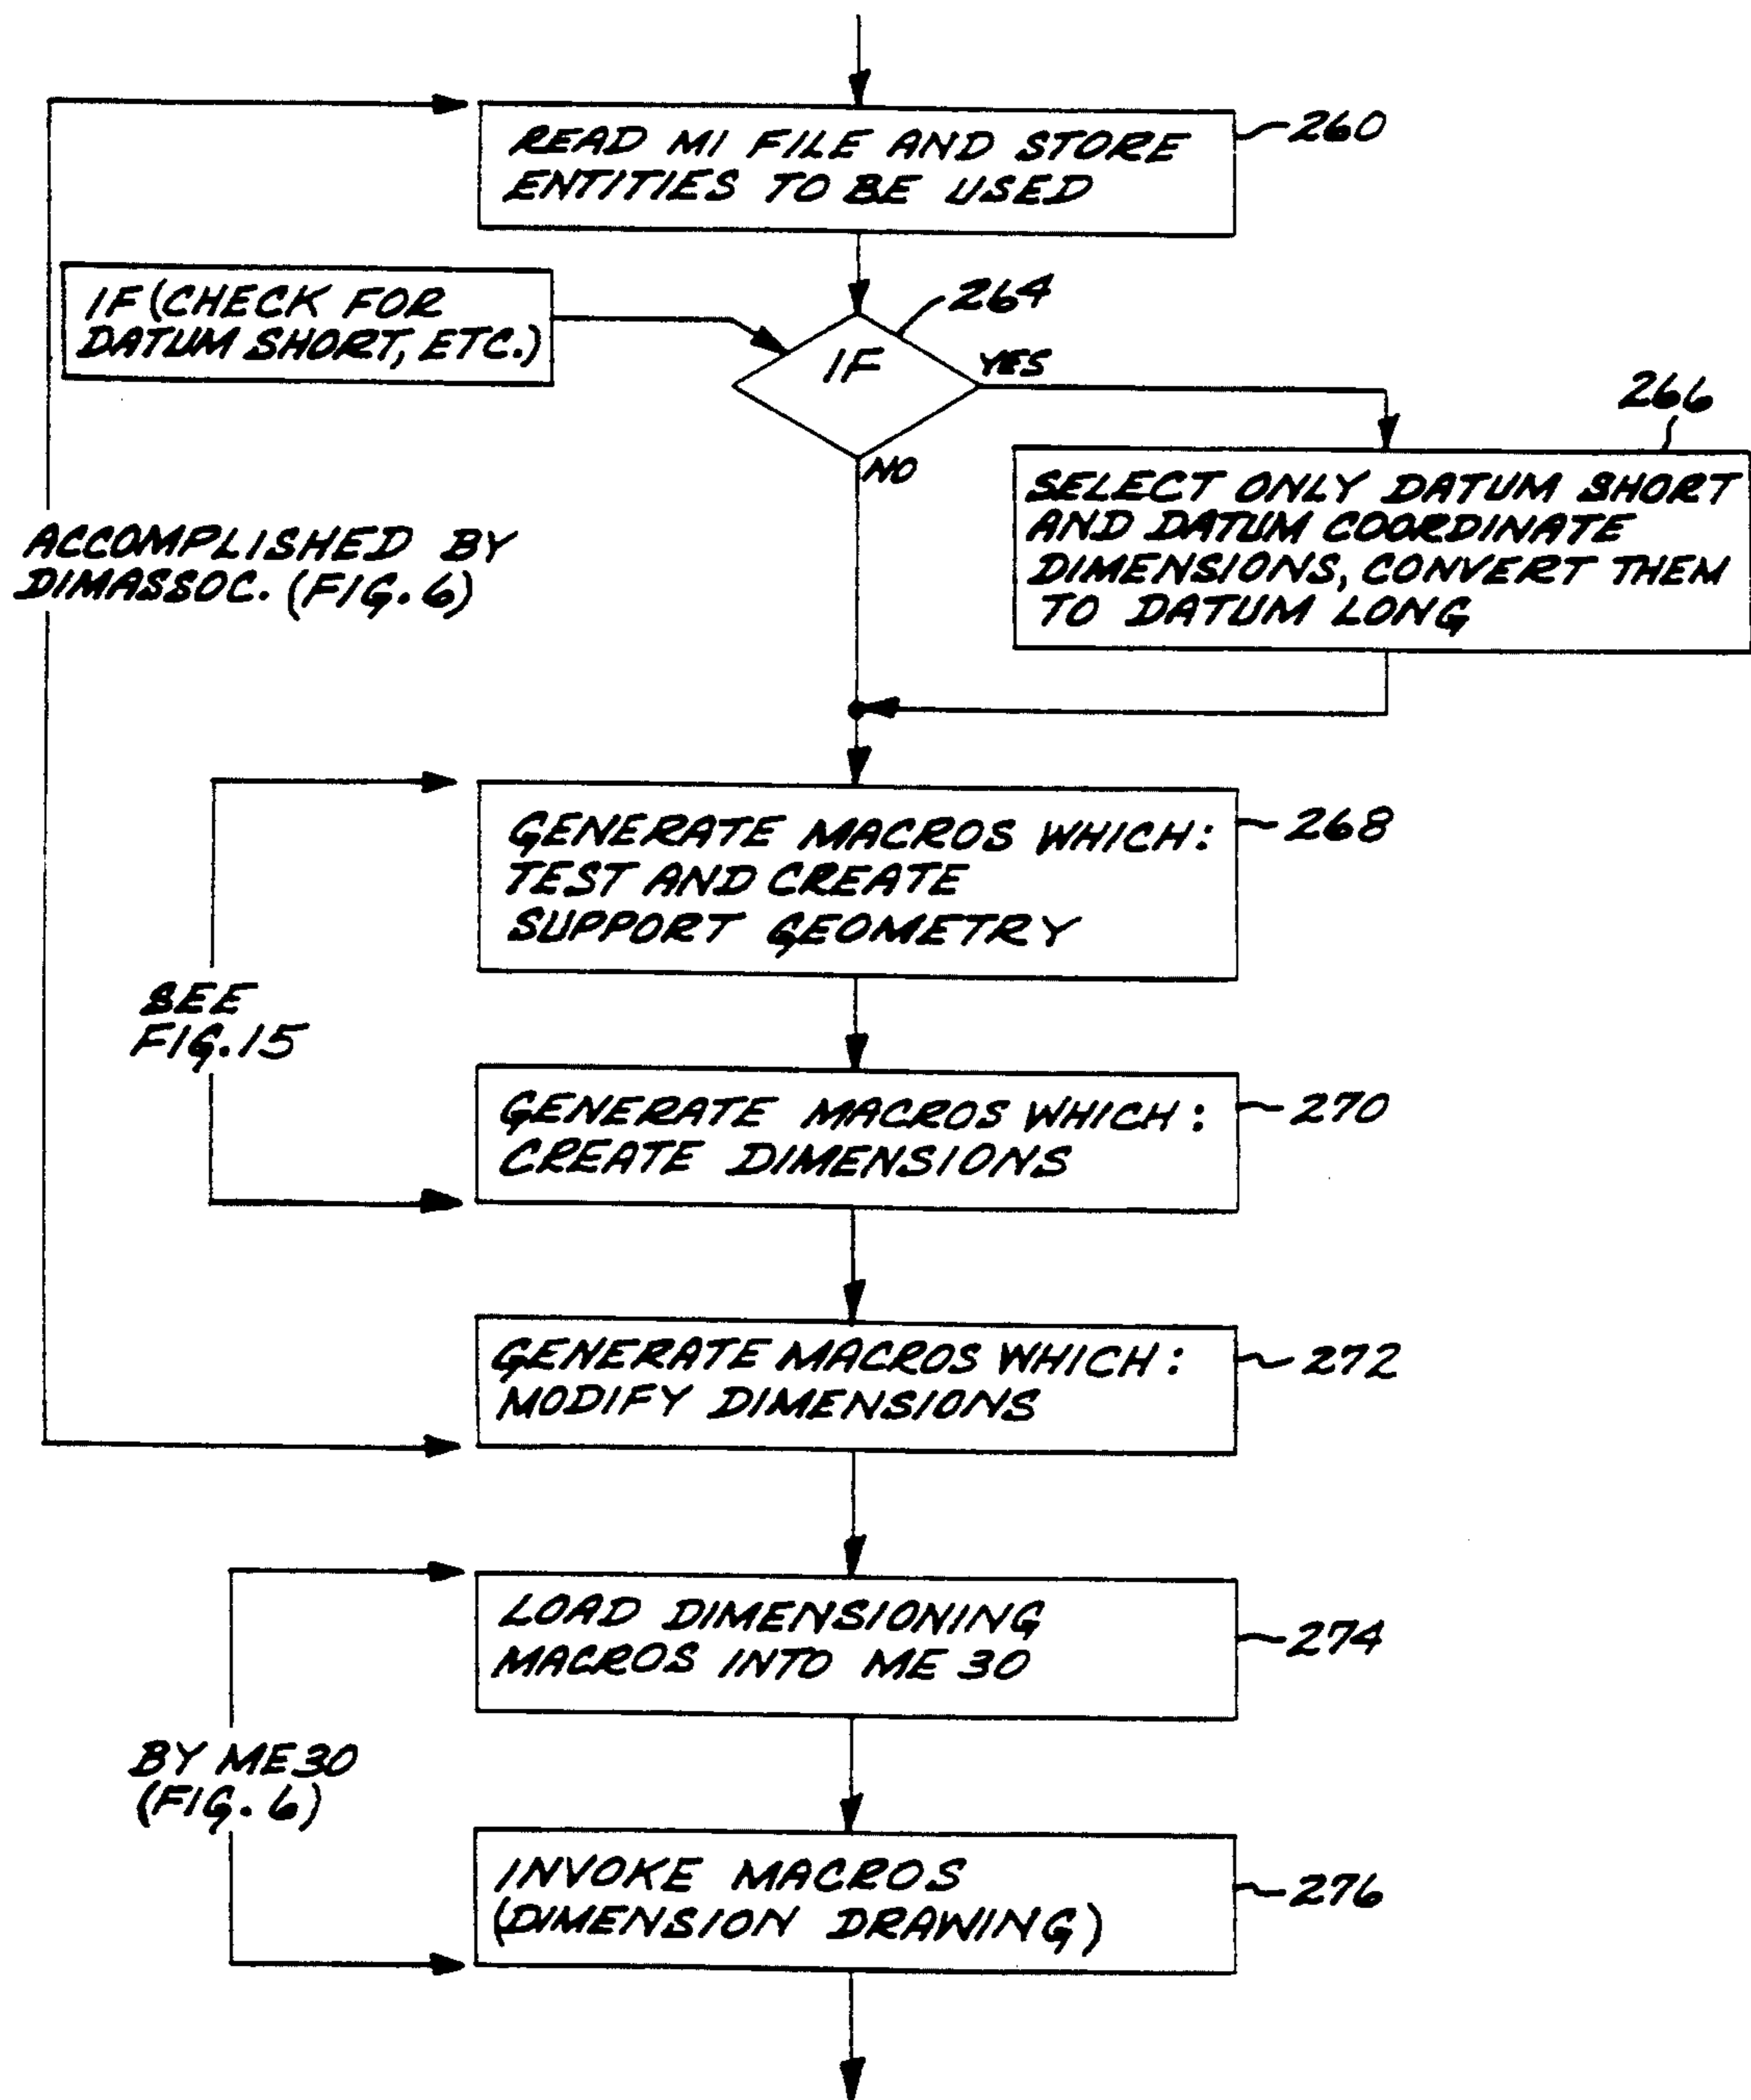 READ MI FILE AND STORE
ENTITIES TO BE USED
260
IF (CHECK FOR
DATUM SHORT, ETC.)
264
IF
YES
NO
266
SELECT ONLY DATUM SHORT
AND DATUM COORDINATE
DIMENSIONS, CONVERT THEM
TO DATUM LONG
ACCOMPLISHED BY
DIMASSOC. (FIG. 6)
GENERATE MACROS WHICH:
TEST AND CREATE
SUPPORT GEOMETRY
268
SEE
FIG. 15
GENERATE MACROS WHICH:
CREATE DIMENSIONS
270
GENERATE MACROS WHICH:
MODIFY DIMENSIONS
272
LOAD DIMENSIONING
MACROS INTO ME 30
274
BY ME 30
(FIG. 6)
INVOKE MACROS
(DIMENSION DRAWING)
276